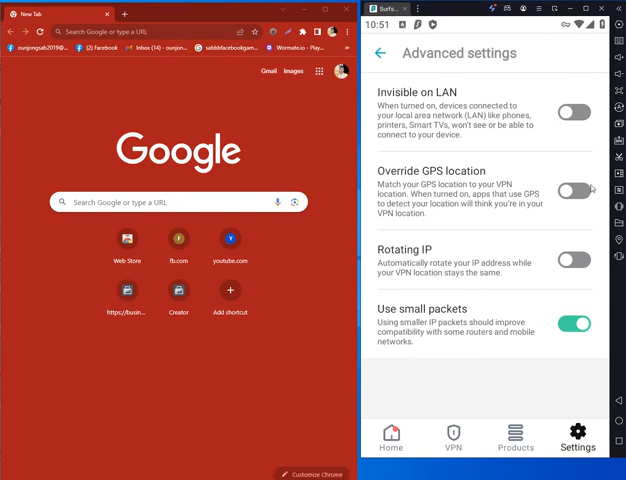 New Tab
Search Google or type a URL
ounjongsab2019@...
(2) Facebook
Inbox (14) - ounjon...
sabbbfacebookgam...
Wormate.io - Play...
Gmail
Images
Google
Search Google or type a URL
Web Store
F
fb.com
Y
youtube.com
https://busin...
Creator
Add shortcut
Customize Chrome
Surfs...
10:51
Advanced settings
Invisible on LAN
When turned on, devices connected to
your local area network (LAN) like phones,
printers, Smart TVs, won't see or be able to
connect to your device.
Override GPS location
Match your GPS location to your VPN
location. When turned on, apps that use GPS
to detect your location will think you're in your
VPN location.
Rotating IP
Automatically rotate your IP address while
your VPN location stays the same.
Use small packets
Using smaller IP packets should improve
compatibility with some routers and mobile
networks.
Home
VPN
Products
Settings